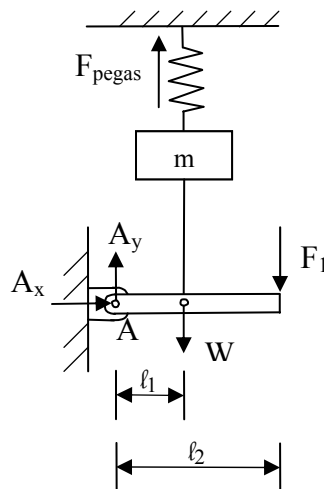 F_pegas
m
A_y
F_1
A_x
A
W
ℓ_1
ℓ_2